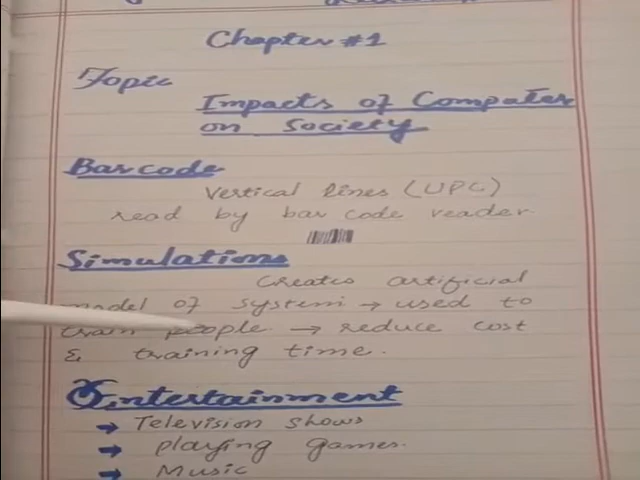 Chapter #1
Topic
Impacts of Computer
on Society
Barcode
Vertical lines (UPC)
read by bar code reader.
Simulations
Creates artificial
model of system → used to
train people → reduce cost
& training time.
Entertainment
→ Television shows
→ playing games.
→ Music